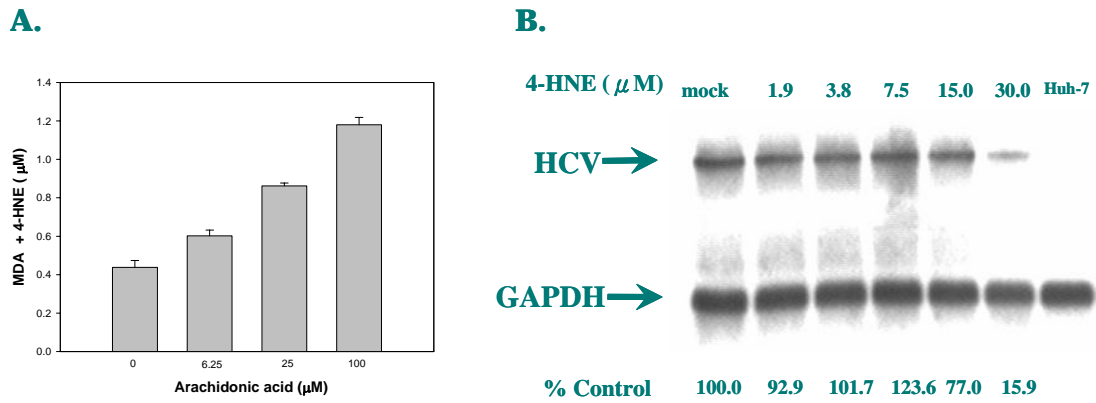 A.
1.4
1.2
1.0
0.8
0.6
0.4
0.2
0.0
MDA + 4-HNE (μM)
0 6.25 25 100
Arachidonic acid (μM)
B.
4-HNE (μM) mock 1.9 3.8 7.5 15.0 30.0 Huh-7
HCV
GAPDH
% Control 100.0 92.9 101.7 123.6 77.0 15.9